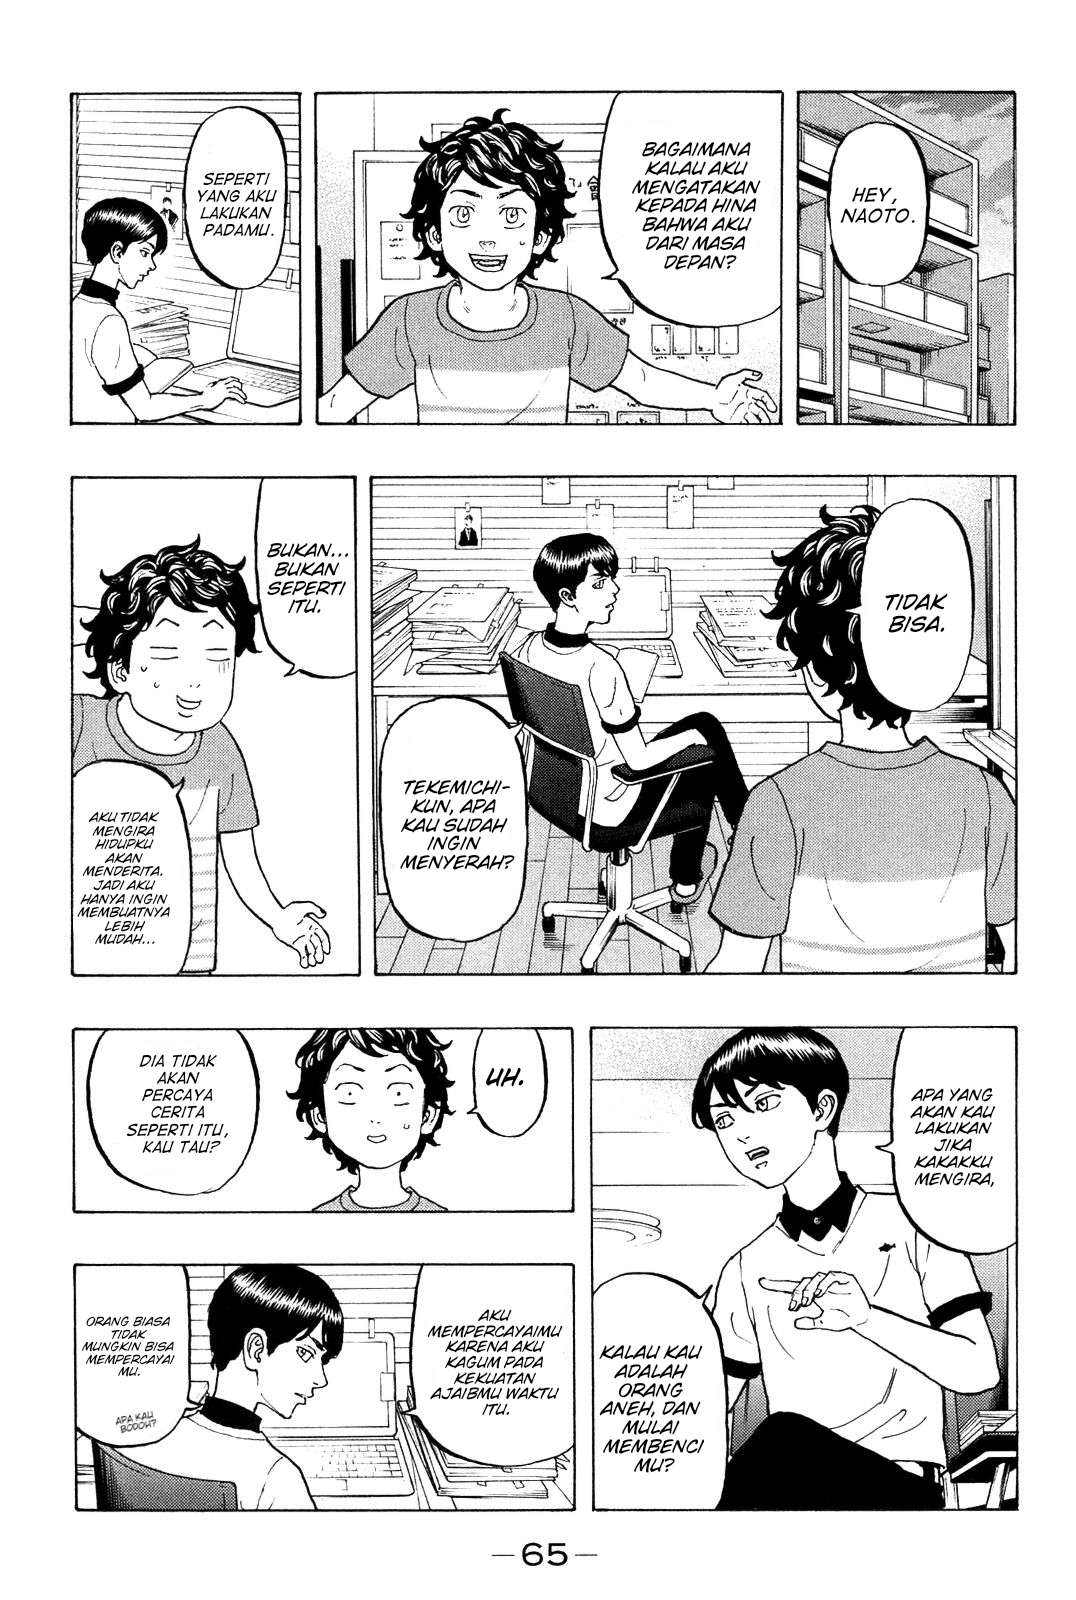 HEY,
NAOTO.
BAGAIMANA
KALAU AKU
MENGATAKAN
KEPADA HINA
BAHWA AKU
DARI MASA
DEPAN?
SEPERTI
YANG AKU
LAKUKAN
PADAMU.
TIDAK
BISA.
TEKEMICHI-
KUN, APA
KAU SUDAH
INGIN
MENYERAH?
BUKAN...
BUKAN
SEPERTI
ITU.
AKU TIDAK
MENGIRA
HIDUPKU
AKAN
MENDERITA.
JADI AKU
HANYA INGIN
MEMBUATNYA
LEBIH
MUDAH...
APA YANG
AKAN KAU
LAKUKAN
JIKA
KAKAKKU
MENGIRA,
KALAU KAU
ADALAH
ORANG
ANEH, DAN
MULAI
MEMBENCI
MU?
UH.
DIA TIDAK
AKAN
PERCAYA
CERITA
SEPERTI ITU,
KAU TAU?
AKU
MEMPERCAYAIMU
KARENA AKU
KAGUM PADA
KEKUATAN
AJAIBMU WAKTU
ITU.
ORANG BIASA
TIDAK
MUNGKIN BISA
MEMPERCAYAI
MU.
APA KAU
BODOH?
—65—